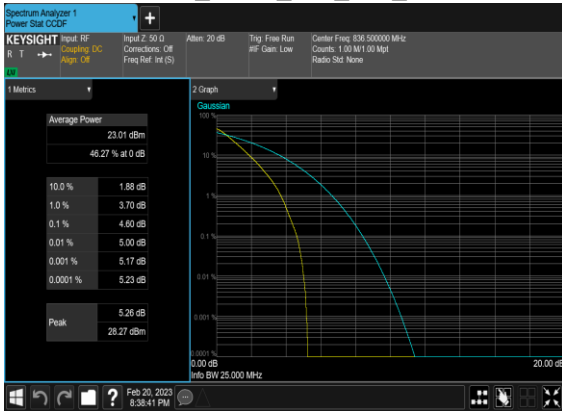 Spectrum Analyzer 1
Power Stat CCDF
+
KEYSIGHT
R T
LXI
Input: RF
Coupling: DC
Align: Off
Input Z: 50 Ω
Corrections: Off
Freq Ref: Int (S)
Atten: 20 dB
Trig: Free Run
#IF Gain: Low
Center Freq: 836.500000 MHz
Counts: 1.00 M/1.00 Mpt
Radio Std: None
1 Metrics
Average Power
23.01 dBm
46.27 % at 0 dB
10.0 % 1.88 dB
1.0 % 3.70 dB
0.1 % 4.60 dB
0.01 % 5.00 dB
0.001 % 5.17 dB
0.0001 % 5.23 dB
Peak
5.26 dB
28.27 dBm
2 Graph
Gaussian
100 %
10 %
1 %
0.1 %
0.01 %
0.001 %
0.0001 %
0.00 dB
20.00 dB
Info BW 25.000 MHz
?
Feb 20, 2023
8:38:41 PM